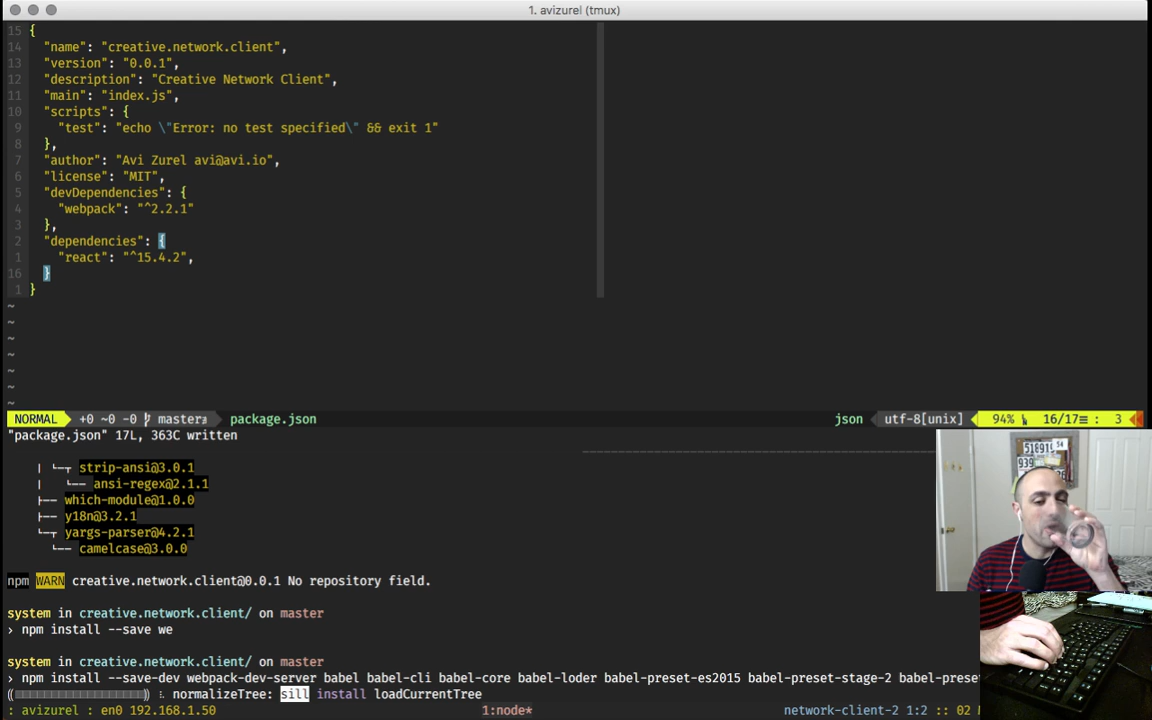 1. avizurel (tmux)
15 {
14 "name": "creative.network.client",
13 "version": "0.0.1",
12 "description": "Creative Network Client",
11 "main": "index.js",
10 "scripts": {
9 "test": "echo \"Error: no test specified\" && exit 1"
8 },
7 "author": "Avi Zurel avi@avi.io",
6 "license": "MIT",
5 "devDependencies": {
4 "webpack": "^2.2.1"
3 },
2 "dependencies": {
1 "react": "^15.4.2",
16 }
1 }
~
~
~
~
~
~
~
NORMAL +0 ~0 -0 master package.json json utf-8[unix] 94% 16/17 : 3
"package.json" 17L, 363C written
| └─┬ strip-ansi@3.0.1
|   └── ansi-regex@2.1.1
├── which-module@1.0.0
├── y18n@3.2.1
└─┬ yargs-parser@4.2.1
  └── camelcase@3.0.0
npm WARN creative.network.client@0.0.1 No repository field.
system in creative.network.client/ on master
› npm install --save we
system in creative.network.client/ on master
› npm install --save-dev webpack-dev-server babel babel-cli babel-core babel-loder babel-preset-es2015 babel-preset-stage-2 babel-prese
normalizeTree: sill install loadCurrentTree
: avizurel : en0 192.168.1.50 1:node* network-client-2 1:2 :: 02